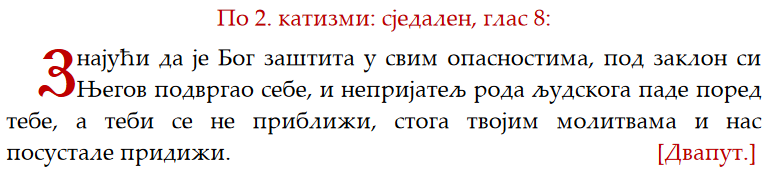 По 2. катизми: сједален, глас 8:
Знајући да је Бог заштита у свим опасностима, под заклон си
Његов подвргао себе, и непријатељ рода људскога паде поред
тебе, а теби се не приближи, стога твојим молитвама и нас
посустале придижи. [Двапут.]